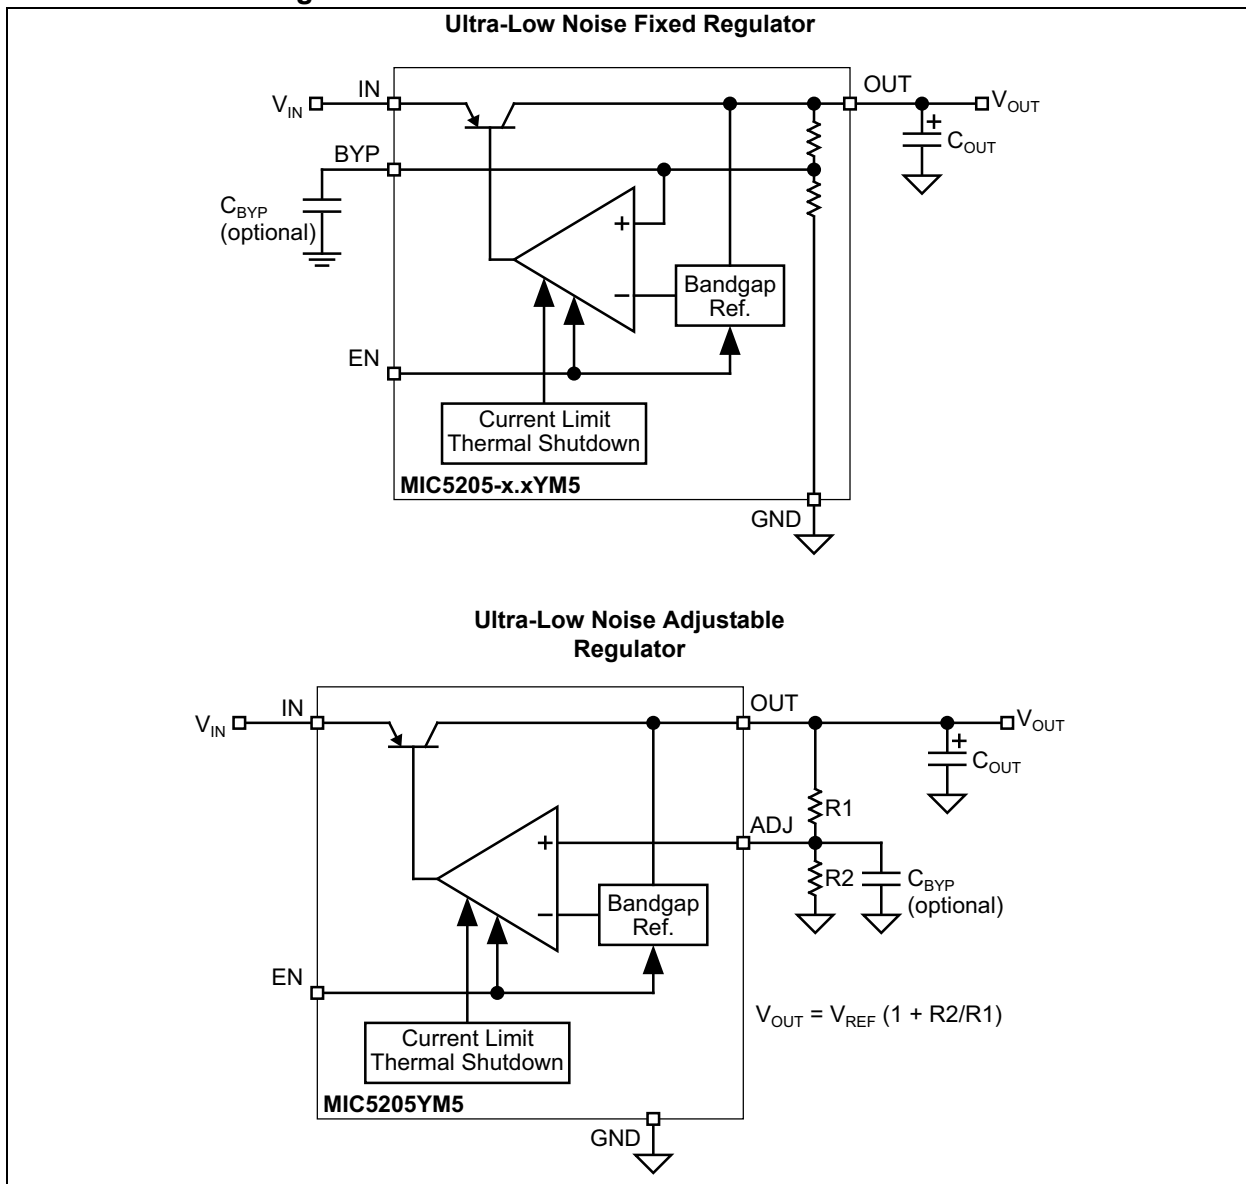 Ultra-Low Noise Fixed Regulator
IN
OUT
VIN
VOUT
+
COUT
BYP
CBYP
(optional)
+
−
Bandgap
Ref.
EN
Current Limit
Thermal Shutdown
MIC5205-x.xYM5
GND
Ultra-Low Noise Adjustable
Regulator
IN
OUT
VIN
VOUT
+
COUT
R1
ADJ
+
R2
CBYP
(optional)
−
Bandgap
Ref.
EN
VOUT = VREF (1 + R2/R1)
Current Limit
Thermal Shutdown
MIC5205YM5
GND